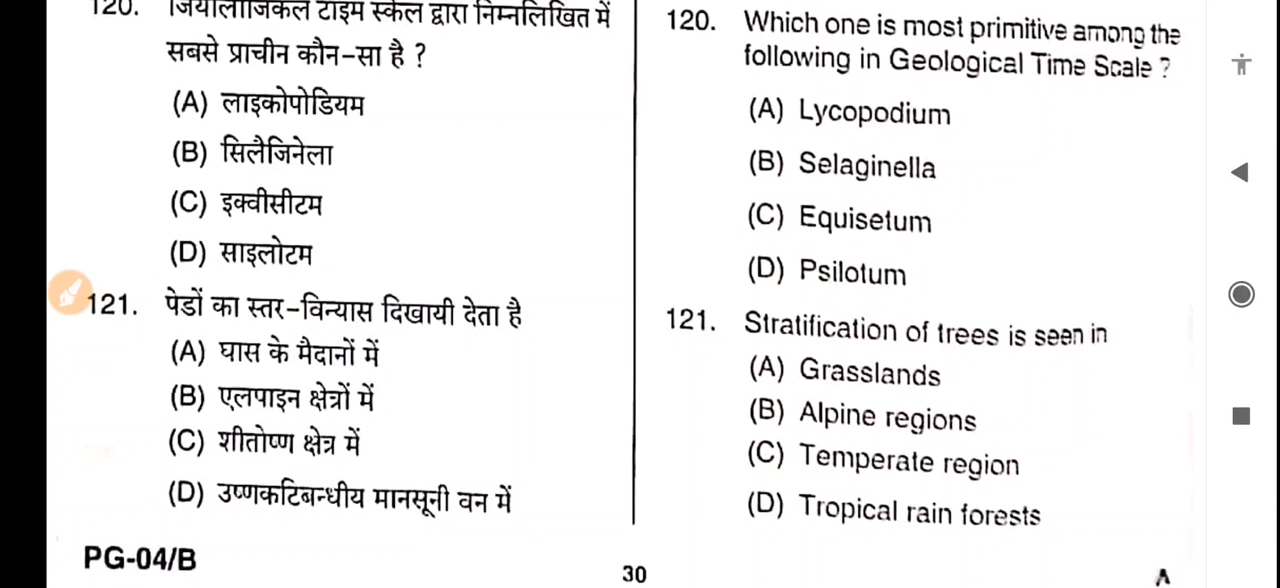 120. जियोलॉजिकल टाइम स्केल द्वारा निम्नलिखित में
सबसे प्राचीन कौन-सा है ?
(A) लाइकोपोडियम
(B) सिलैजिनेला
(C) इक्वीसीटम
(D) साइलोटम
121. पेडों का स्तर-विन्यास दिखायी देता है
(A) घास के मैदानों में
(B) एलपाइन क्षेत्रों में
(C) शीतोष्ण क्षेत्र में
(D) उष्णकटिबन्धीय मानसूनी वन में
120. Which one is most primitive among the
following in Geological Time Scale ?
(A) Lycopodium
(B) Selaginella
(C) Equisetum
(D) Psilotum
121. Stratification of trees is seen in
(A) Grasslands
(B) Alpine regions
(C) Temperate region
(D) Tropical rain forests
PG-04/B
30
A